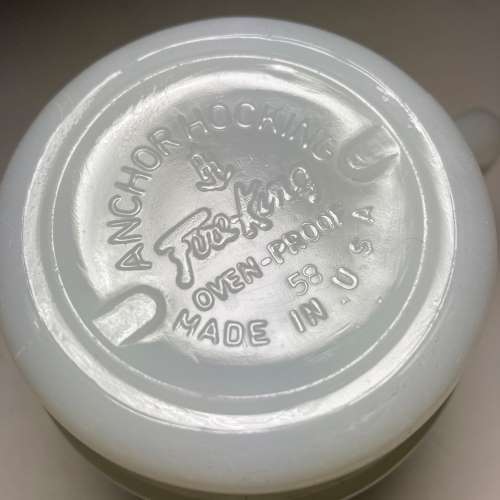 ANCHOR HOCKING
Fire-King
OVEN-PROOF
58
MADE IN U.S.A